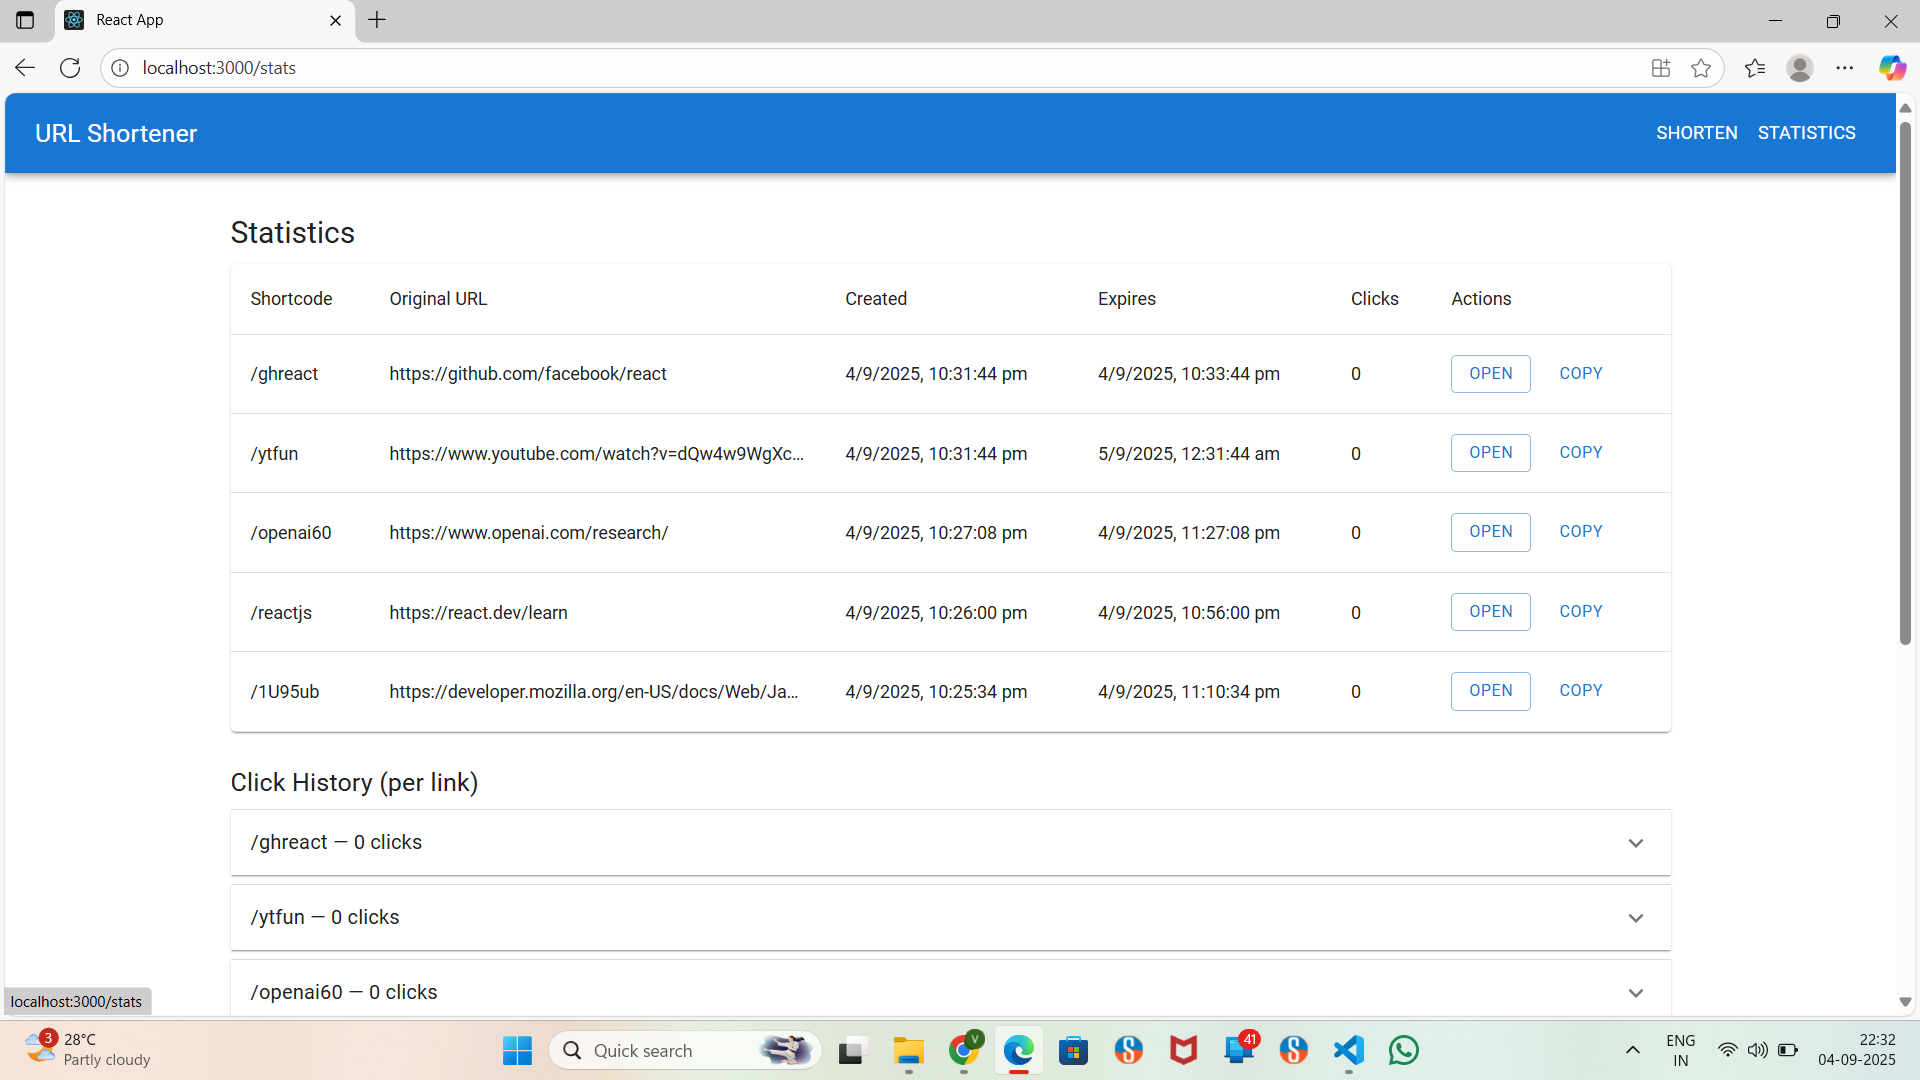 React App
localhost:3000/stats
URL Shortener
SHORTEN STATISTICS
Statistics
Shortcode Original URL Created Expires Clicks Actions
/ghreact https://github.com/facebook/react 4/9/2025, 10:31:44 pm 4/9/2025, 10:33:44 pm 0 OPEN COPY
/ytfun https://www.youtube.com/watch?v=dQw4w9WgXc... 4/9/2025, 10:31:44 pm 5/9/2025, 12:31:44 am 0 OPEN COPY
/openai60 https://www.openai.com/research/ 4/9/2025, 10:27:08 pm 4/9/2025, 11:27:08 pm 0 OPEN COPY
/reactjs https://react.dev/learn 4/9/2025, 10:26:00 pm 4/9/2025, 10:56:00 pm 0 OPEN COPY
/1U95ub https://developer.mozilla.org/en-US/docs/Web/Ja... 4/9/2025, 10:25:34 pm 4/9/2025, 11:10:34 pm 0 OPEN COPY
Click History (per link)
/ghreact — 0 clicks
/ytfun — 0 clicks
/openai60 — 0 clicks
localhost:3000/stats
3
28°C
Partly cloudy
Quick search
V
41
ENG
IN
22:32
04-09-2025